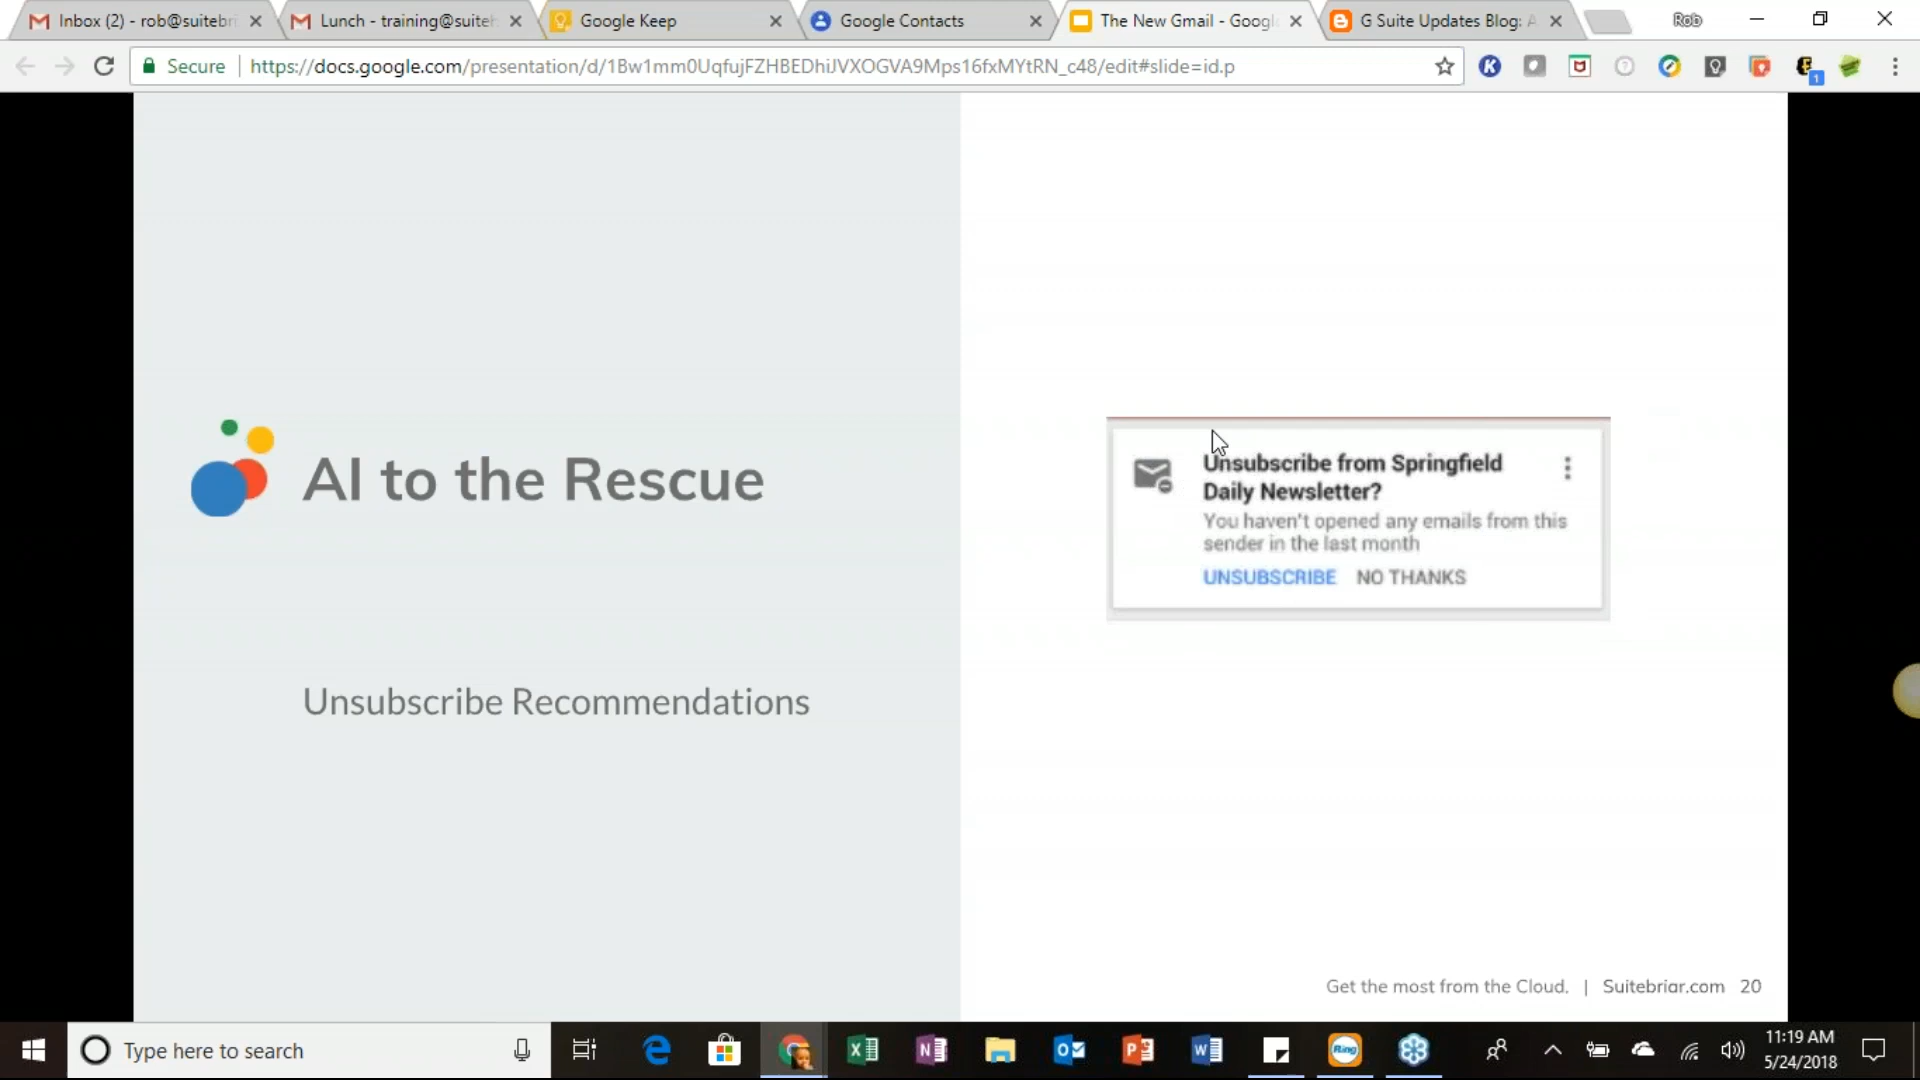 Inbox (2) - rob@suitebri
Lunch - training@suite
Google Keep
Google Contacts
The New Gmail - Googl
G Suite Updates Blog: A
Rob
Secure
https://docs.google.com/presentation/d/1Bw1mm0UqfujFZHBEDhiJVXOGVA9Mps16fxMYtRN_c48/edit#slide=id.p
1
AI to the Rescue
Unsubscribe Recommendations
Unsubscribe from Springfield
Daily Newsletter?
You haven't opened any emails from this
sender in the last month
UNSUBSCRIBE NO THANKS
Get the most from the Cloud. | Suitebriar.com 20
Type here to search
Ring
11:19 AM
5/24/2018